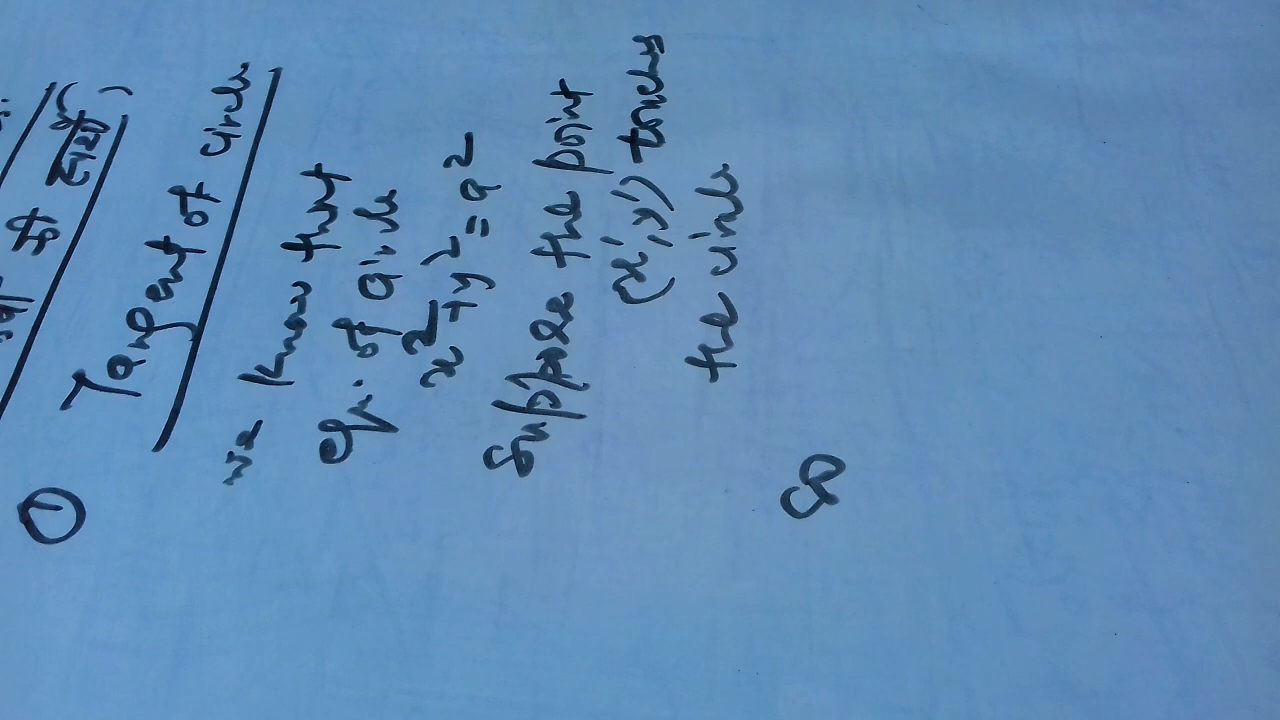 की स्पर्श)
① Tangent of circle
we know that
eq. of circle
x² + y² = a²
Suppose the point
(x', y') touches
the circle